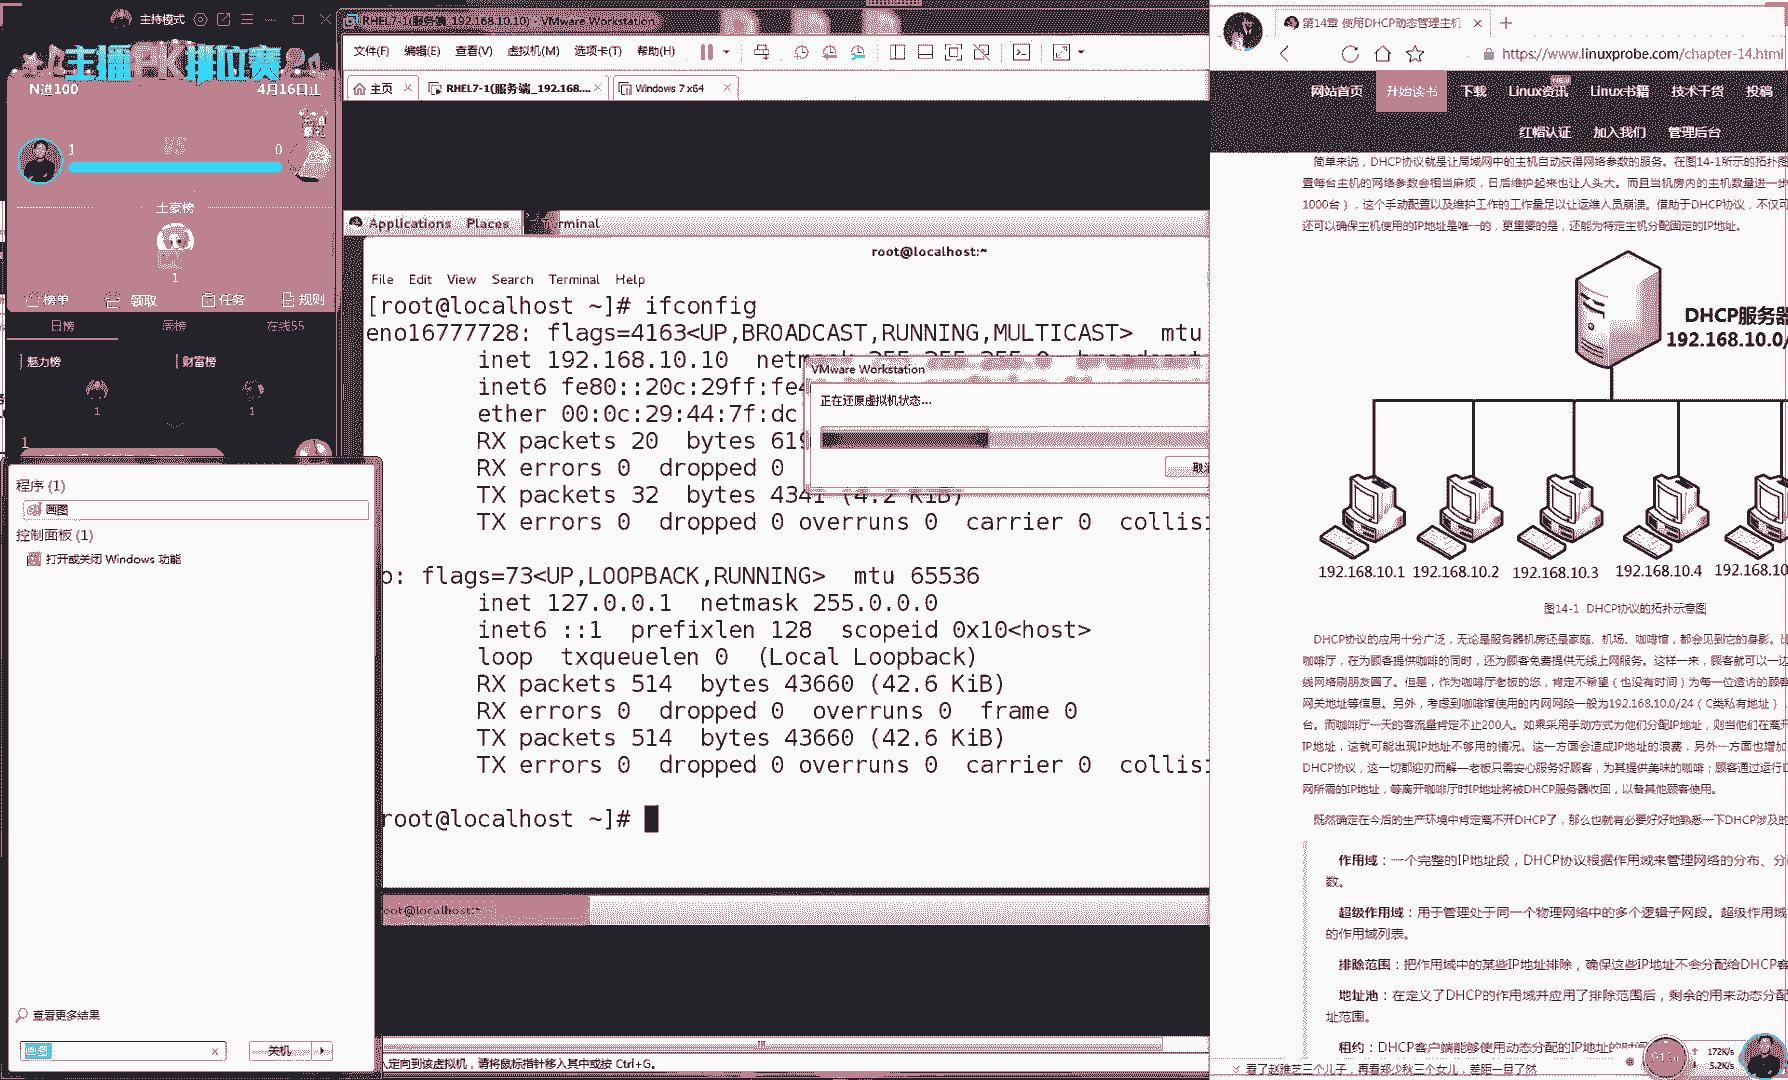 主持模式
主播PK排位赛
N进100
4月16日止
1
VS
0
土豪榜
1
榜单
领取
任务
规则
日榜
周榜
在线55
魅力榜
财富榜
1
1
1
程序 (1)
画图
控制面板 (1)
打开或关闭 Windows 功能
查看更多结果
画图
关机
RHEL7-1(服务端_192.168.10.10) - VMware Workstation
文件(F) 编辑(E) 查看(V) 虚拟机(M) 选项卡(T) 帮助(H)
主页
RHEL7-1(服务端_192.168....
Windows 7 x64
Applications Places Terminal
root@localhost:~
File Edit View Search Terminal Help
[root@localhost ~]# ifconfig
eno16777728: flags=4163<UP,BROADCAST,RUNNING,MULTICAST> mtu
inet 192.168.10.10 netmask 255.255.255.0 broadcast
inet6 fe80::20c:29ff:fe4
ether 00:0c:29:44:7f:dc
RX packets 20 bytes 619
RX errors 0 dropped 0
TX packets 32 bytes 4341 (4.2 KiB)
TX errors 0 dropped 0 overruns 0 carrier 0 collisi
o: flags=73<UP,LOOPBACK,RUNNING> mtu 65536
inet 127.0.0.1 netmask 255.0.0.0
inet6 ::1 prefixlen 128 scopeid 0x10<host>
loop txqueuelen 0 (Local Loopback)
RX packets 514 bytes 43660 (42.6 KiB)
RX errors 0 dropped 0 overruns 0 frame 0
TX packets 514 bytes 43660 (42.6 KiB)
TX errors 0 dropped 0 overruns 0 carrier 0 collisi
root@localhost ~]#
VMware Workstation
正在还原虚拟机状态...
取消
root@localhost:~
定向到该虚拟机，请将鼠标指针移入其中或按 Ctrl+G。
第14章 使用DHCP动态管理主机
https://www.linuxprobe.com/chapter-14.html
网站首页 开始读书 下载 Linux资讯 Linux书籍 技术干货 投稿
NEW
红帽认证 加入我们 管理后台
简单来说，DHCP协议就是让局域网中的主机自动获得网络参数的服务。在图14-1所示的拓扑图
置每台主机的网络参数会相当麻烦，日后维护起来也让人头大。而且当机房内的主机数量进一步
1000台），这个手动配置以及维护工作的工作量足以让运维人员崩溃。借助于DHCP协议，不仅可
还可以确保主机使用的IP地址是唯一的，更重要的是，还能为特定主机分配固定的IP地址。
DHCP服务器
192.168.10.0/
192.168.10.1 192.168.10.2 192.168.10.3 192.168.10.4 192.168.10
图14-1 DHCP协议的拓扑示意图
DHCP协议的应用十分广泛，无论是服务器机房还是家庭、机场、咖啡馆，都会见到它的身影。比
咖啡厅，在为顾客提供咖啡的同时，还为顾客免费提供无线上网服务。这样一来，顾客就可以一边
线网络刷朋友圈了。但是，作为咖啡厅老板的您，肯定不希望（也没有时间）为每一位造访的顾客
网关地址等信息。另外，考虑到咖啡馆使用的内网网段一般为192.168.10.0/24（C类私有地址），
台。而咖啡厅一天的客流量肯定不止200人。如果采用手动方式为他们分配IP地址，则当他们在离开
IP地址，这就可能出现IP地址不够用的情况。这一方面会造成IP地址的浪费，另外一方面也增加
DHCP协议，这一切都迎刃而解—老板只需安心服务好顾客，为其提供美味的咖啡；顾客通过运行D
网所需的IP地址，等离开咖啡厅时IP地址将被DHCP服务器收回，以备其他顾客使用。
既然确定在今后的生产环境中肯定离不开DHCP了，那么也就有必要好好地熟悉一下DHCP涉及的
作用域：一个完整的IP地址段，DHCP协议根据作用域来管理网络的分布、分
数。
超级作用域：用于管理处于同一个物理网络中的多个逻辑子网段。超级作用域
的作用域列表。
排除范围：把作用域中的某些IP地址排除，确保这些IP地址不会分配给DHCP客
地址池：在定义了DHCP的作用域并应用了排除范围后，剩余的用来动态分配
址范围。
租约：DHCP客户端能够使用动态分配的IP地址的时间
91%
172K/s
5.2K/s
看了赵雅芝三个儿子，再看郑少秋三个女儿，差距一目了然